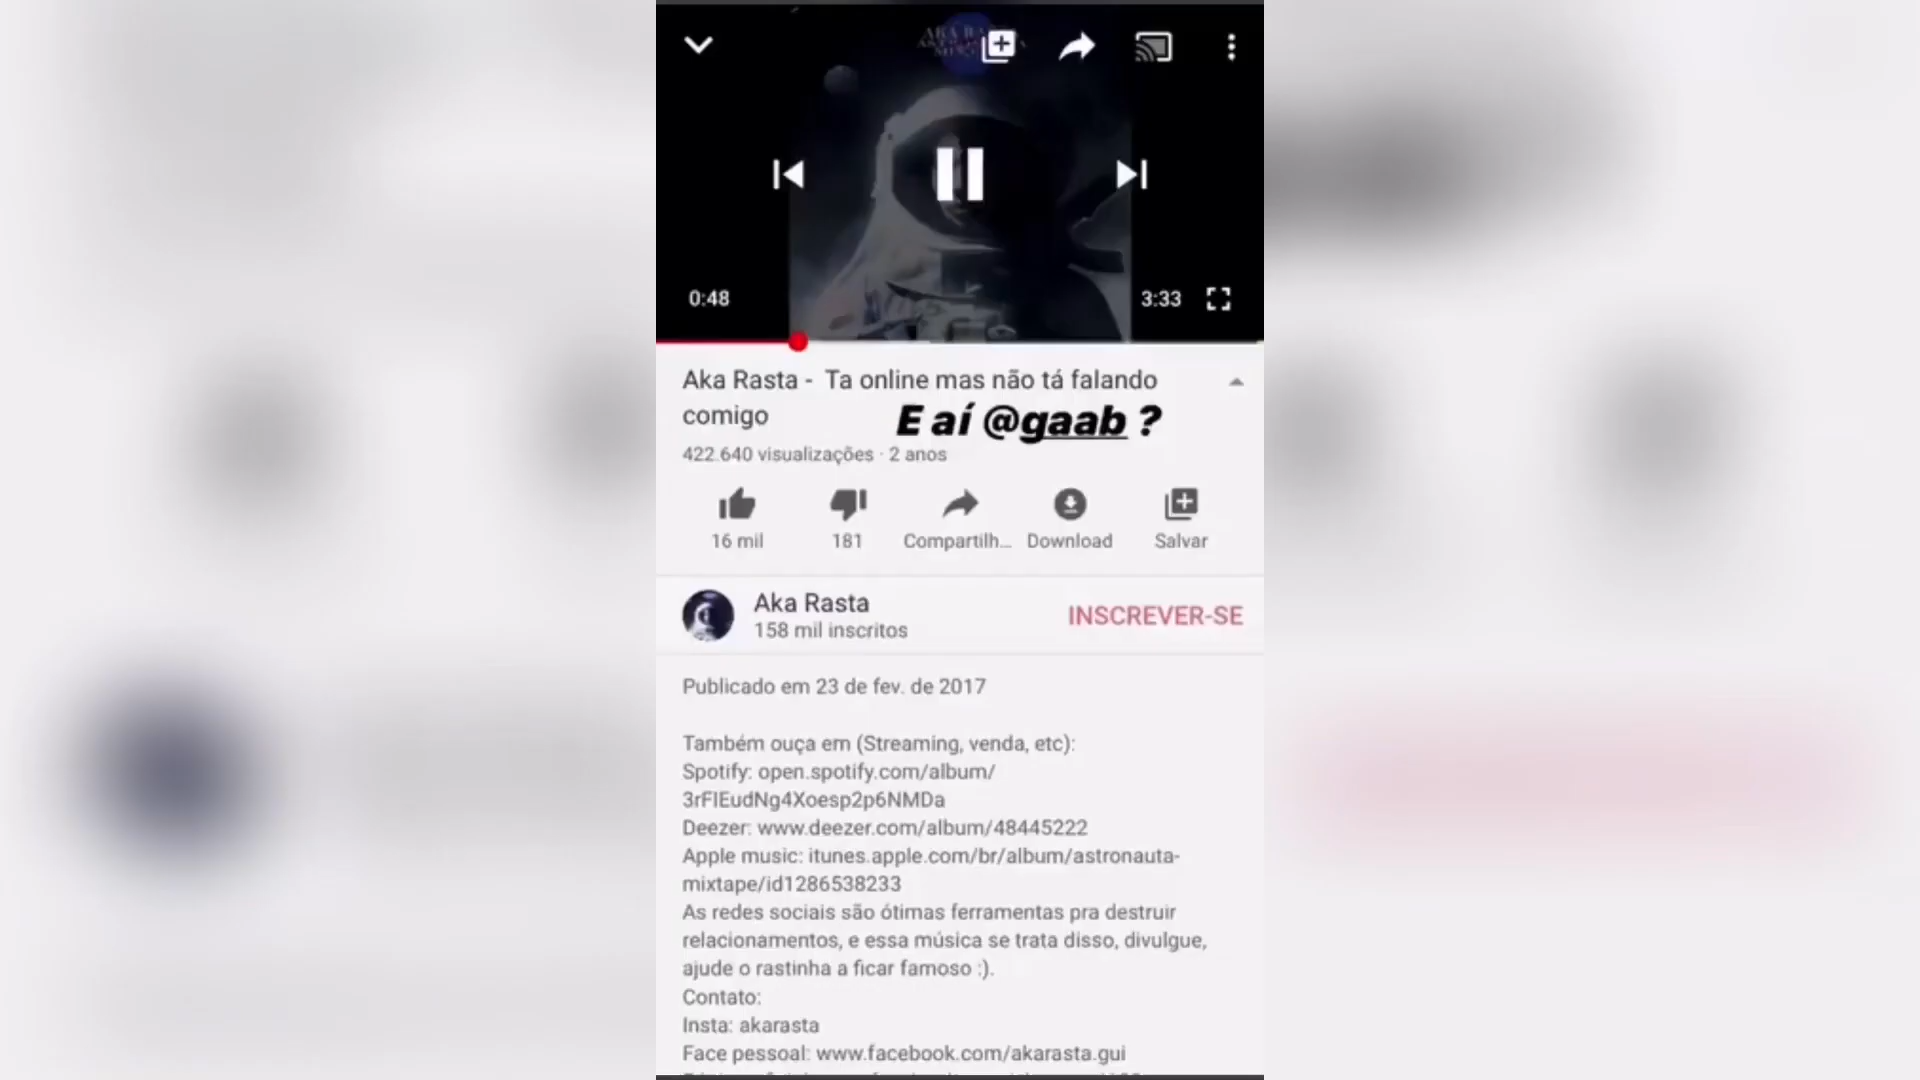 0:48
3:33
Aka Rasta - Ta online mas não tá falando
comigo
E aí @gaab ?
422.640 visualizações · 2 anos
16 mil
181
Compartilh...
Download
Salvar
Aka Rasta
158 mil inscritos
INSCREVER-SE
Publicado em 23 de fev. de 2017
Também ouça em (Streaming, venda, etc):
Spotify: open.spotify.com/album/
3rFIEudNg4Xoesp2p6NMDa
Deezer: www.deezer.com/album/48445222
Apple music: itunes.apple.com/br/album/astronauta-
mixtape/id1286538233
As redes sociais são ótimas ferramentas pra destruir
relacionamentos, e essa música se trata disso, divulgue,
ajude o rastinha a ficar famoso :).
Contato:
Insta: akarasta
Face pessoal: www.facebook.com/akarasta.gui